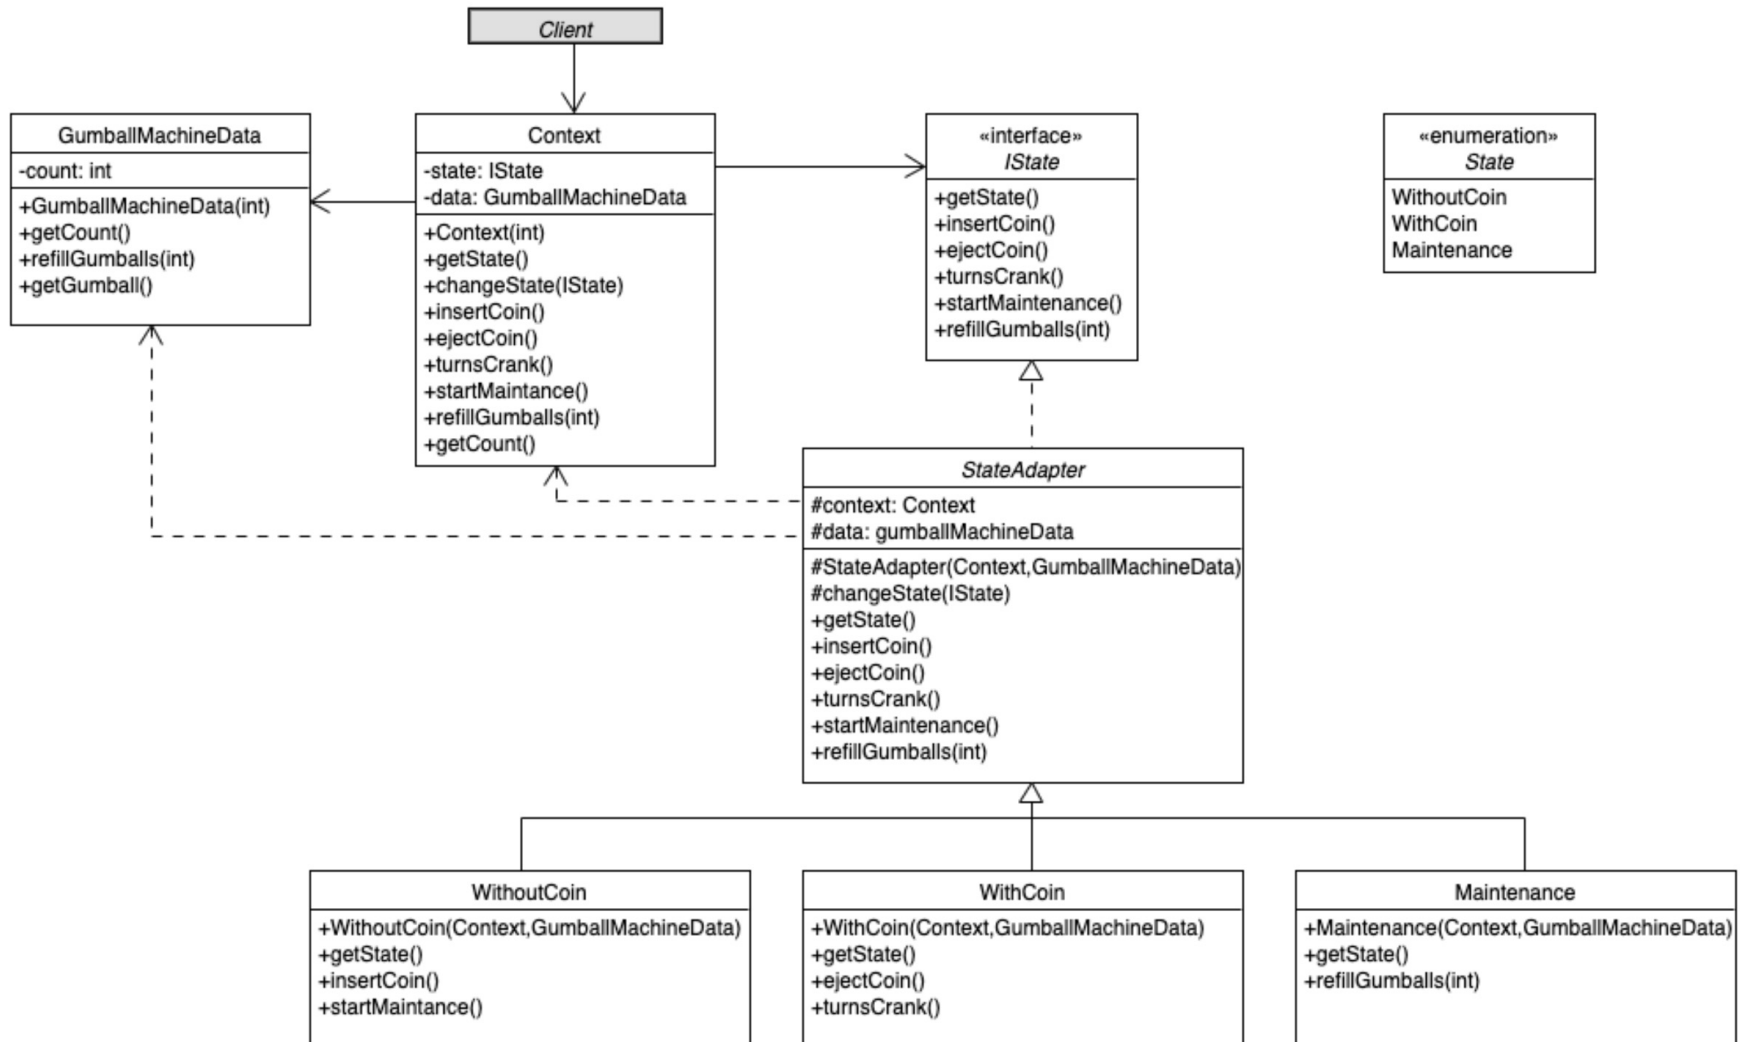 Client
GumballMachineData
-count: int
+GumballMachineData(int)
+getCount()
+refillGumballs(int)
+getGumball()
Context
-state: IState
-data: GumballMachineData
+Context(int)
+getState()
+changeState(IState)
+insertCoin()
+ejectCoin()
+turnsCrank()
+startMaintance()
+refillGumballs(int)
+getCount()
«interface»
IState
+getState()
+insertCoin()
+ejectCoin()
+turnsCrank()
+startMaintenance()
+refillGumballs(int)
«enumeration»
State
WithoutCoin
WithCoin
Maintenance
StateAdapter
#context: Context
#data: gumballMachineData
#StateAdapter(Context,GumballMachineData)
#changeState(IState)
+getState()
+insertCoin()
+ejectCoin()
+turnsCrank()
+startMaintenance()
+refillGumballs(int)
WithoutCoin
+WithoutCoin(Context,GumballMachineData)
+getState()
+insertCoin()
+startMaintance()
WithCoin
+WithCoin(Context,GumballMachineData)
+getState()
+ejectCoin()
+turnsCrank()
Maintenance
+Maintenance(Context,GumballMachineData)
+getState()
+refillGumballs(int)